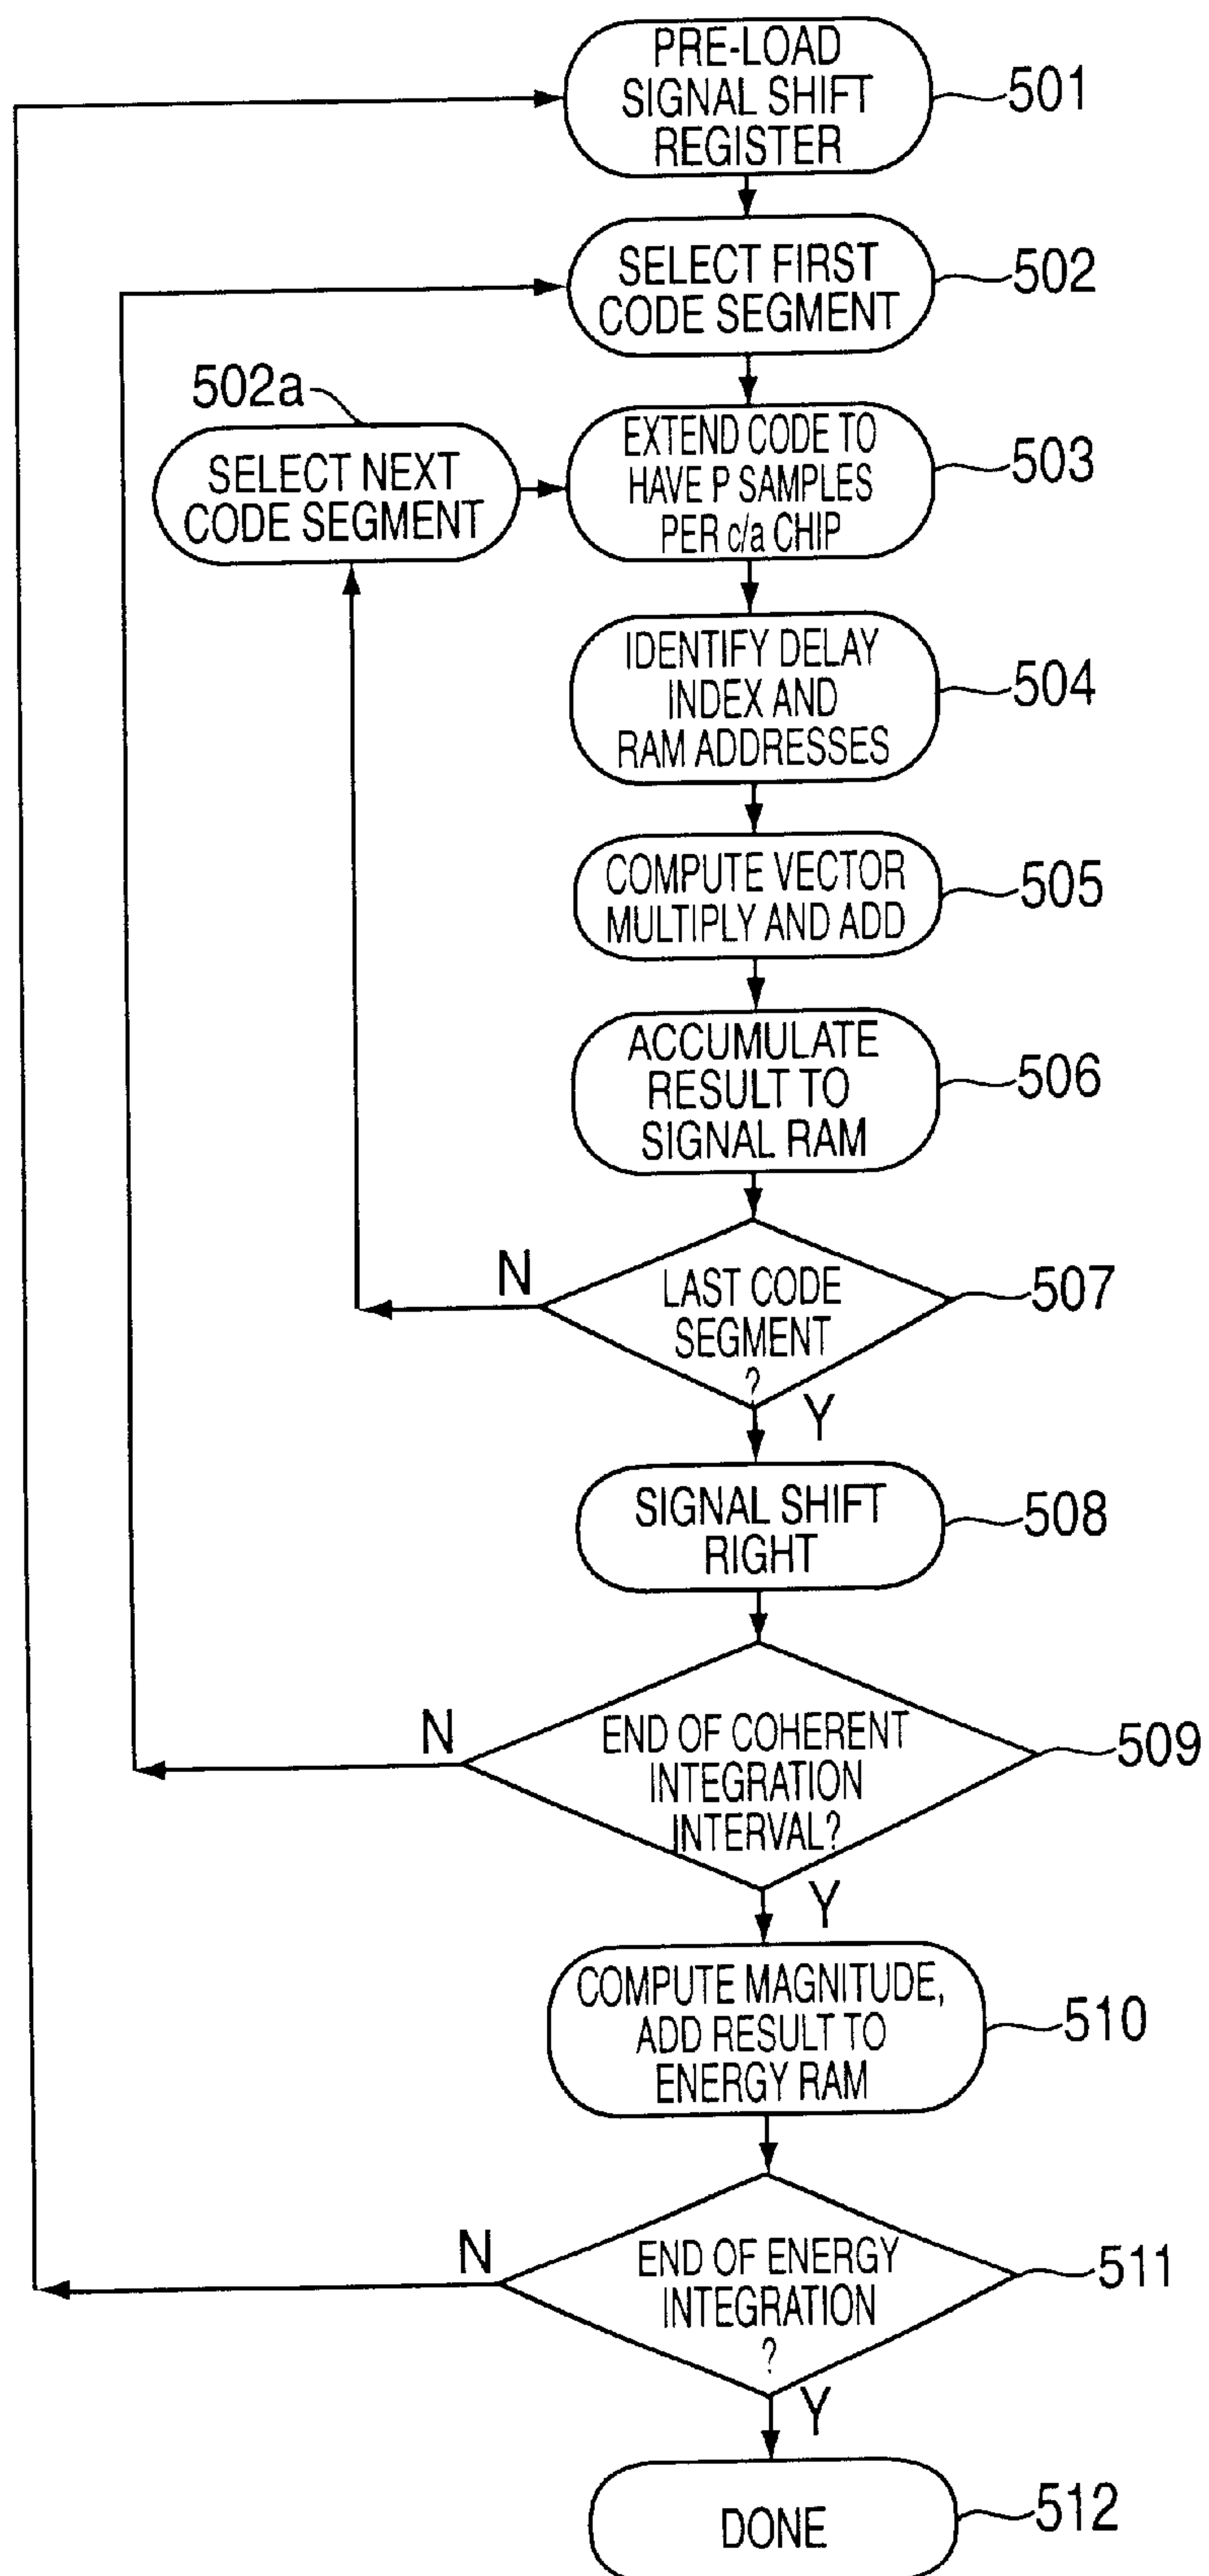 PRE-LOAD
SIGNAL SHIFT
REGISTER
501
SELECT FIRST
CODE SEGMENT
502
502a
SELECT NEXT
CODE SEGMENT
EXTEND CODE TO
HAVE P SAMPLES
PER c/a CHIP
503
IDENTIFY DELAY
INDEX AND
RAM ADDRESSES
504
COMPUTE VECTOR
MULTIPLY AND ADD
505
ACCUMULATE
RESULT TO
SIGNAL RAM
506
LAST CODE
SEGMENT
?
507
N
Y
SIGNAL SHIFT
RIGHT
508
END OF COHERENT
INTEGRATION
INTERVAL?
509
N
Y
COMPUTE MAGNITUDE,
ADD RESULT TO
ENERGY RAM
510
END OF ENERGY
INTEGRATION
?
511
N
Y
DONE
512